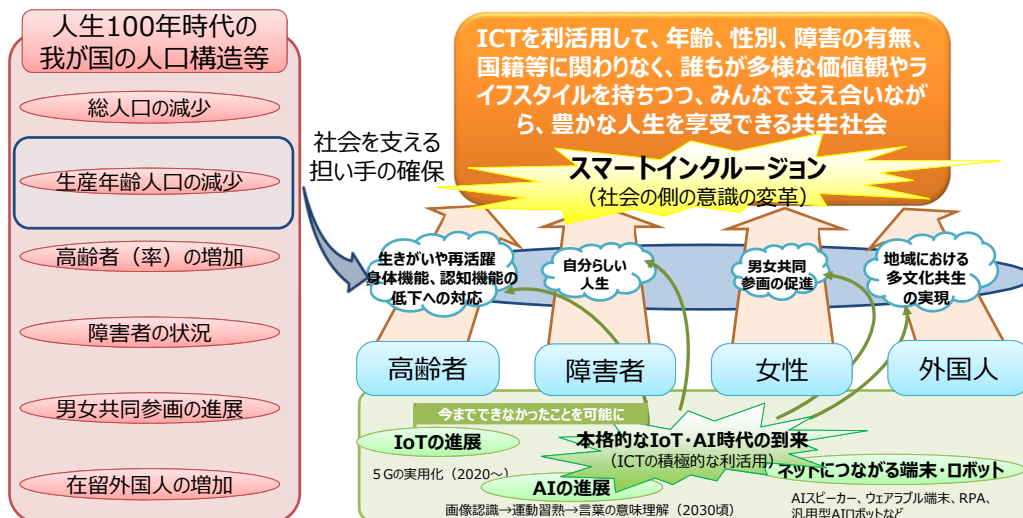 人生100年時代の
我が国の人口構造等
総人口の減少
生産年齢人口の減少
高齢者（率）の増加
障害者の状況
男女共同参画の進展
在留外国人の増加
社会を支える
担い手の確保
ICTを利活用して、年齢、性別、障害の有無、
国籍等に関わりなく、誰もが多様な価値観やラ
イフスタイルを持ちつつ、みんなで支え合いなが
ら、豊かな人生を享受できる共生社会
スマートインクルージョン
（社会の側の意識の変革）
生きがいや再活躍
身体機能、認知機能の
低下への対応
自分らしい
人生
男女共同
参画の促進
地域における
多文化共生
の実現
高齢者
障害者
女性
外国人
今までできなかったことを可能に
IoTの進展
5Gの実用化（2020～）
本格的なIoT・AI時代の到来
（ICTの積極的な利活用）
AIの進展
画像認識→運動習熟→言葉の意味理解（2030頃）
ネットにつながる端末・ロボット
AIスピーカー、ウェアラブル端末、RPA、
汎用型AIロボットなど